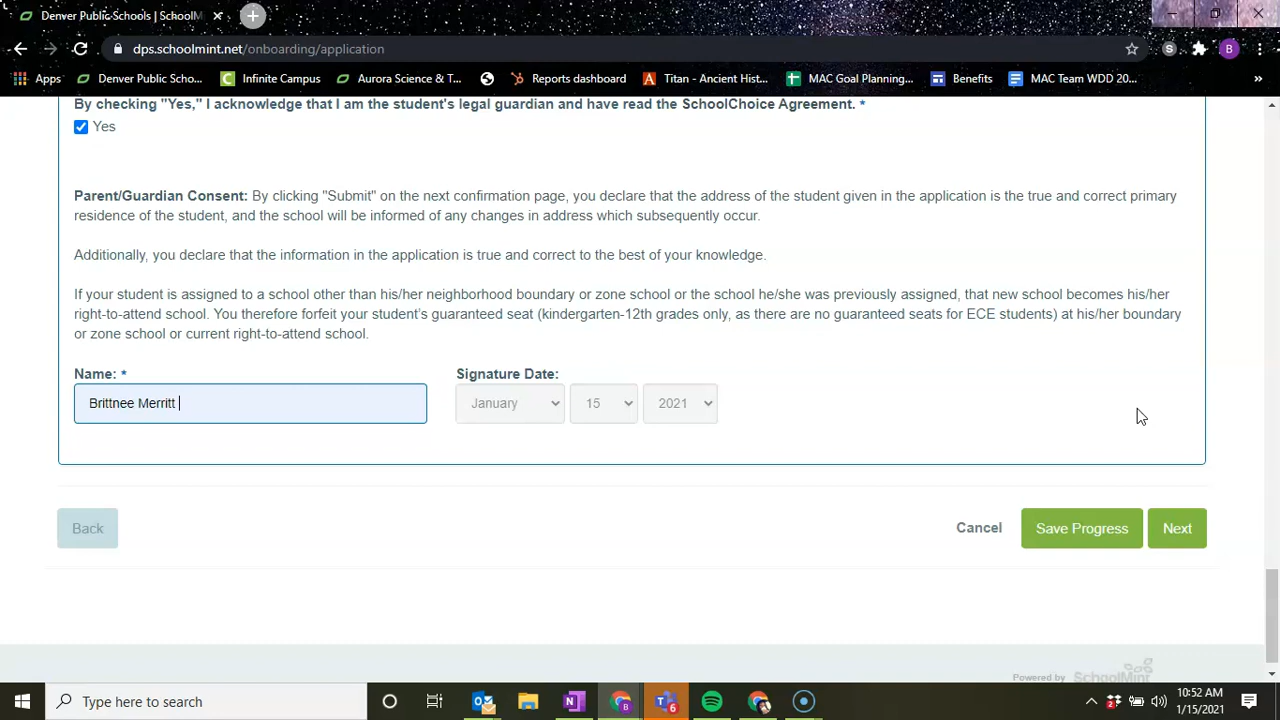 Denver Public Schools | SchoolM
dps.schoolmint.net/onboarding/application
B
Apps
Denver Public Scho...
Infinite Campus
Aurora Science & T...
Reports dashboard
Titan - Ancient Hist...
MAC Goal Planning...
Benefits
MAC Team WDD 20...
»
By checking "Yes," I acknowledge that I am the student's legal guardian and have read the SchoolChoice Agreement. *
Yes
Parent/Guardian Consent: By clicking "Submit" on the next confirmation page, you declare that the address of the student given in the application is the true and correct primary
residence of the student, and the school will be informed of any changes in address which subsequently occur.
Additionally, you declare that the information in the application is true and correct to the best of your knowledge.
If your student is assigned to a school other than his/her neighborhood boundary or zone school or the school he/she was previously assigned, that new school becomes his/her
right-to-attend school. You therefore forfeit your student's guaranteed seat (kindergarten-12th grades only, as there are no guaranteed seats for ECE students) at his/her boundary
or zone school or current right-to-attend school.
Name: *
Signature Date:
Brittnee Merritt
January
15
2021
Back
Cancel
Save Progress
Next
Powered by SchoolMint
Type here to search
6
10:52 AM
1/15/2021